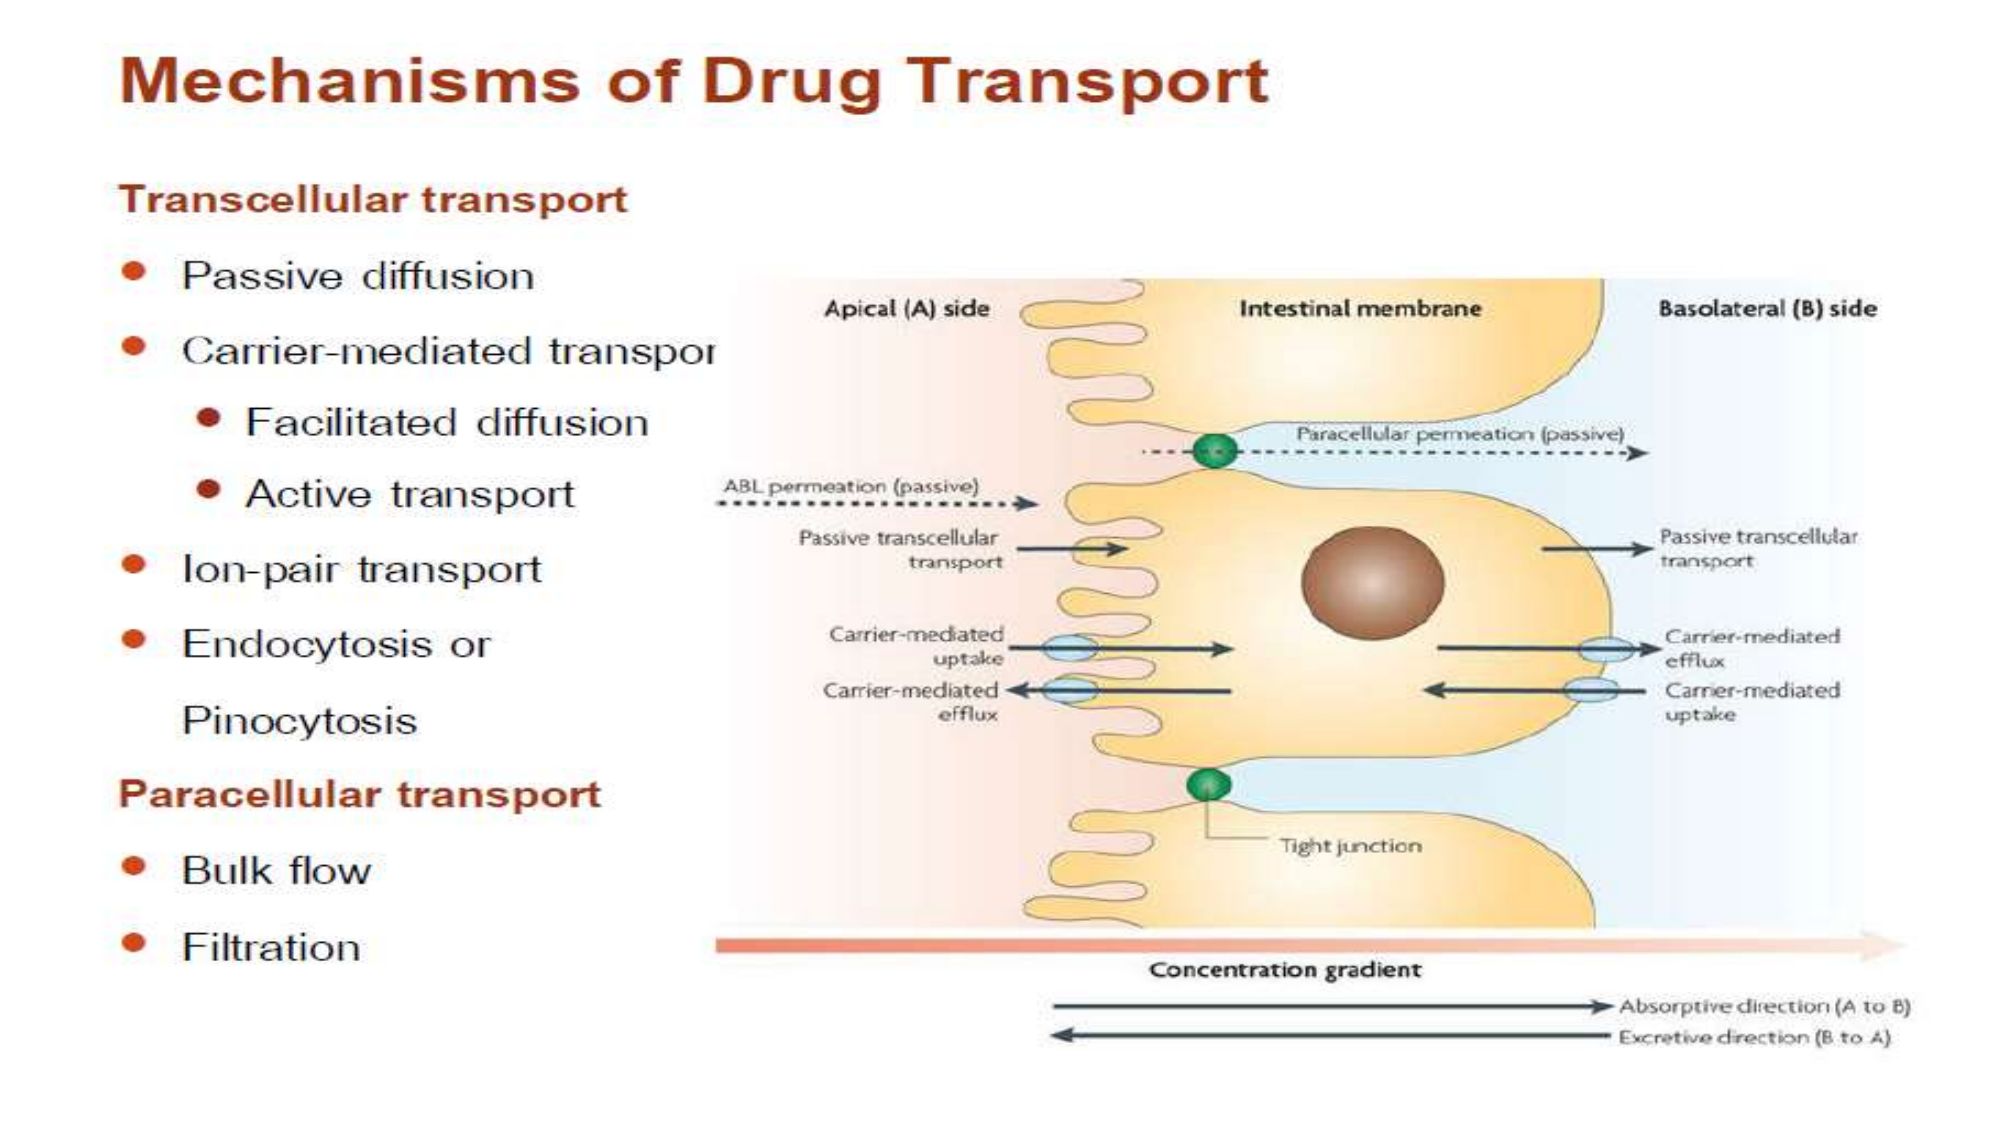 Mechanisms of Drug Transport
Transcellular transport
Passive diffusion
Carrier-mediated transpor
Facilitated diffusion
Active transport
Ion-pair transport
Endocytosis or
Pinocytosis
Paracellular transport
Bulk flow
Filtration
Apical (A) side
Intestinal membrane
Basolateral (B) side
Paracellular permeation (passive)
ABL permeation (passive)
Passive transcellular
transport
Passive transcellular
transport
Carrier-mediated
uptake
Carrier-mediated
efflux
Carrier-mediated
efflux
Carrier-mediated
uptake
Tight junction
Concentration gradient
Absorptive direction (A to B)
Excretive direction (B to A)